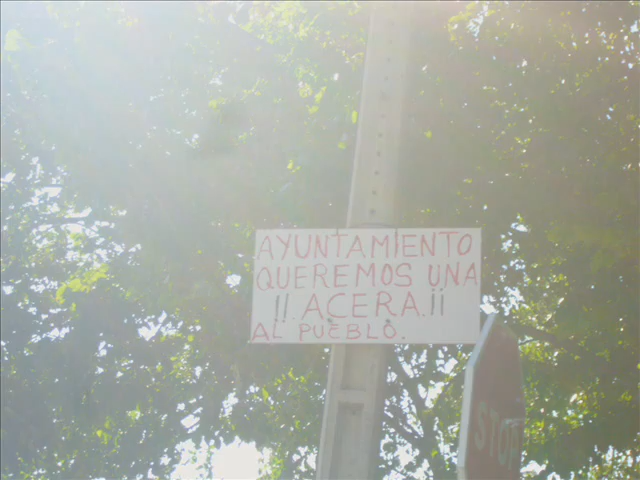 AYUNTAMIENTO
QUEREMOS UNA
!! ACERA.¡¡
AL PUEBLO.
STOP